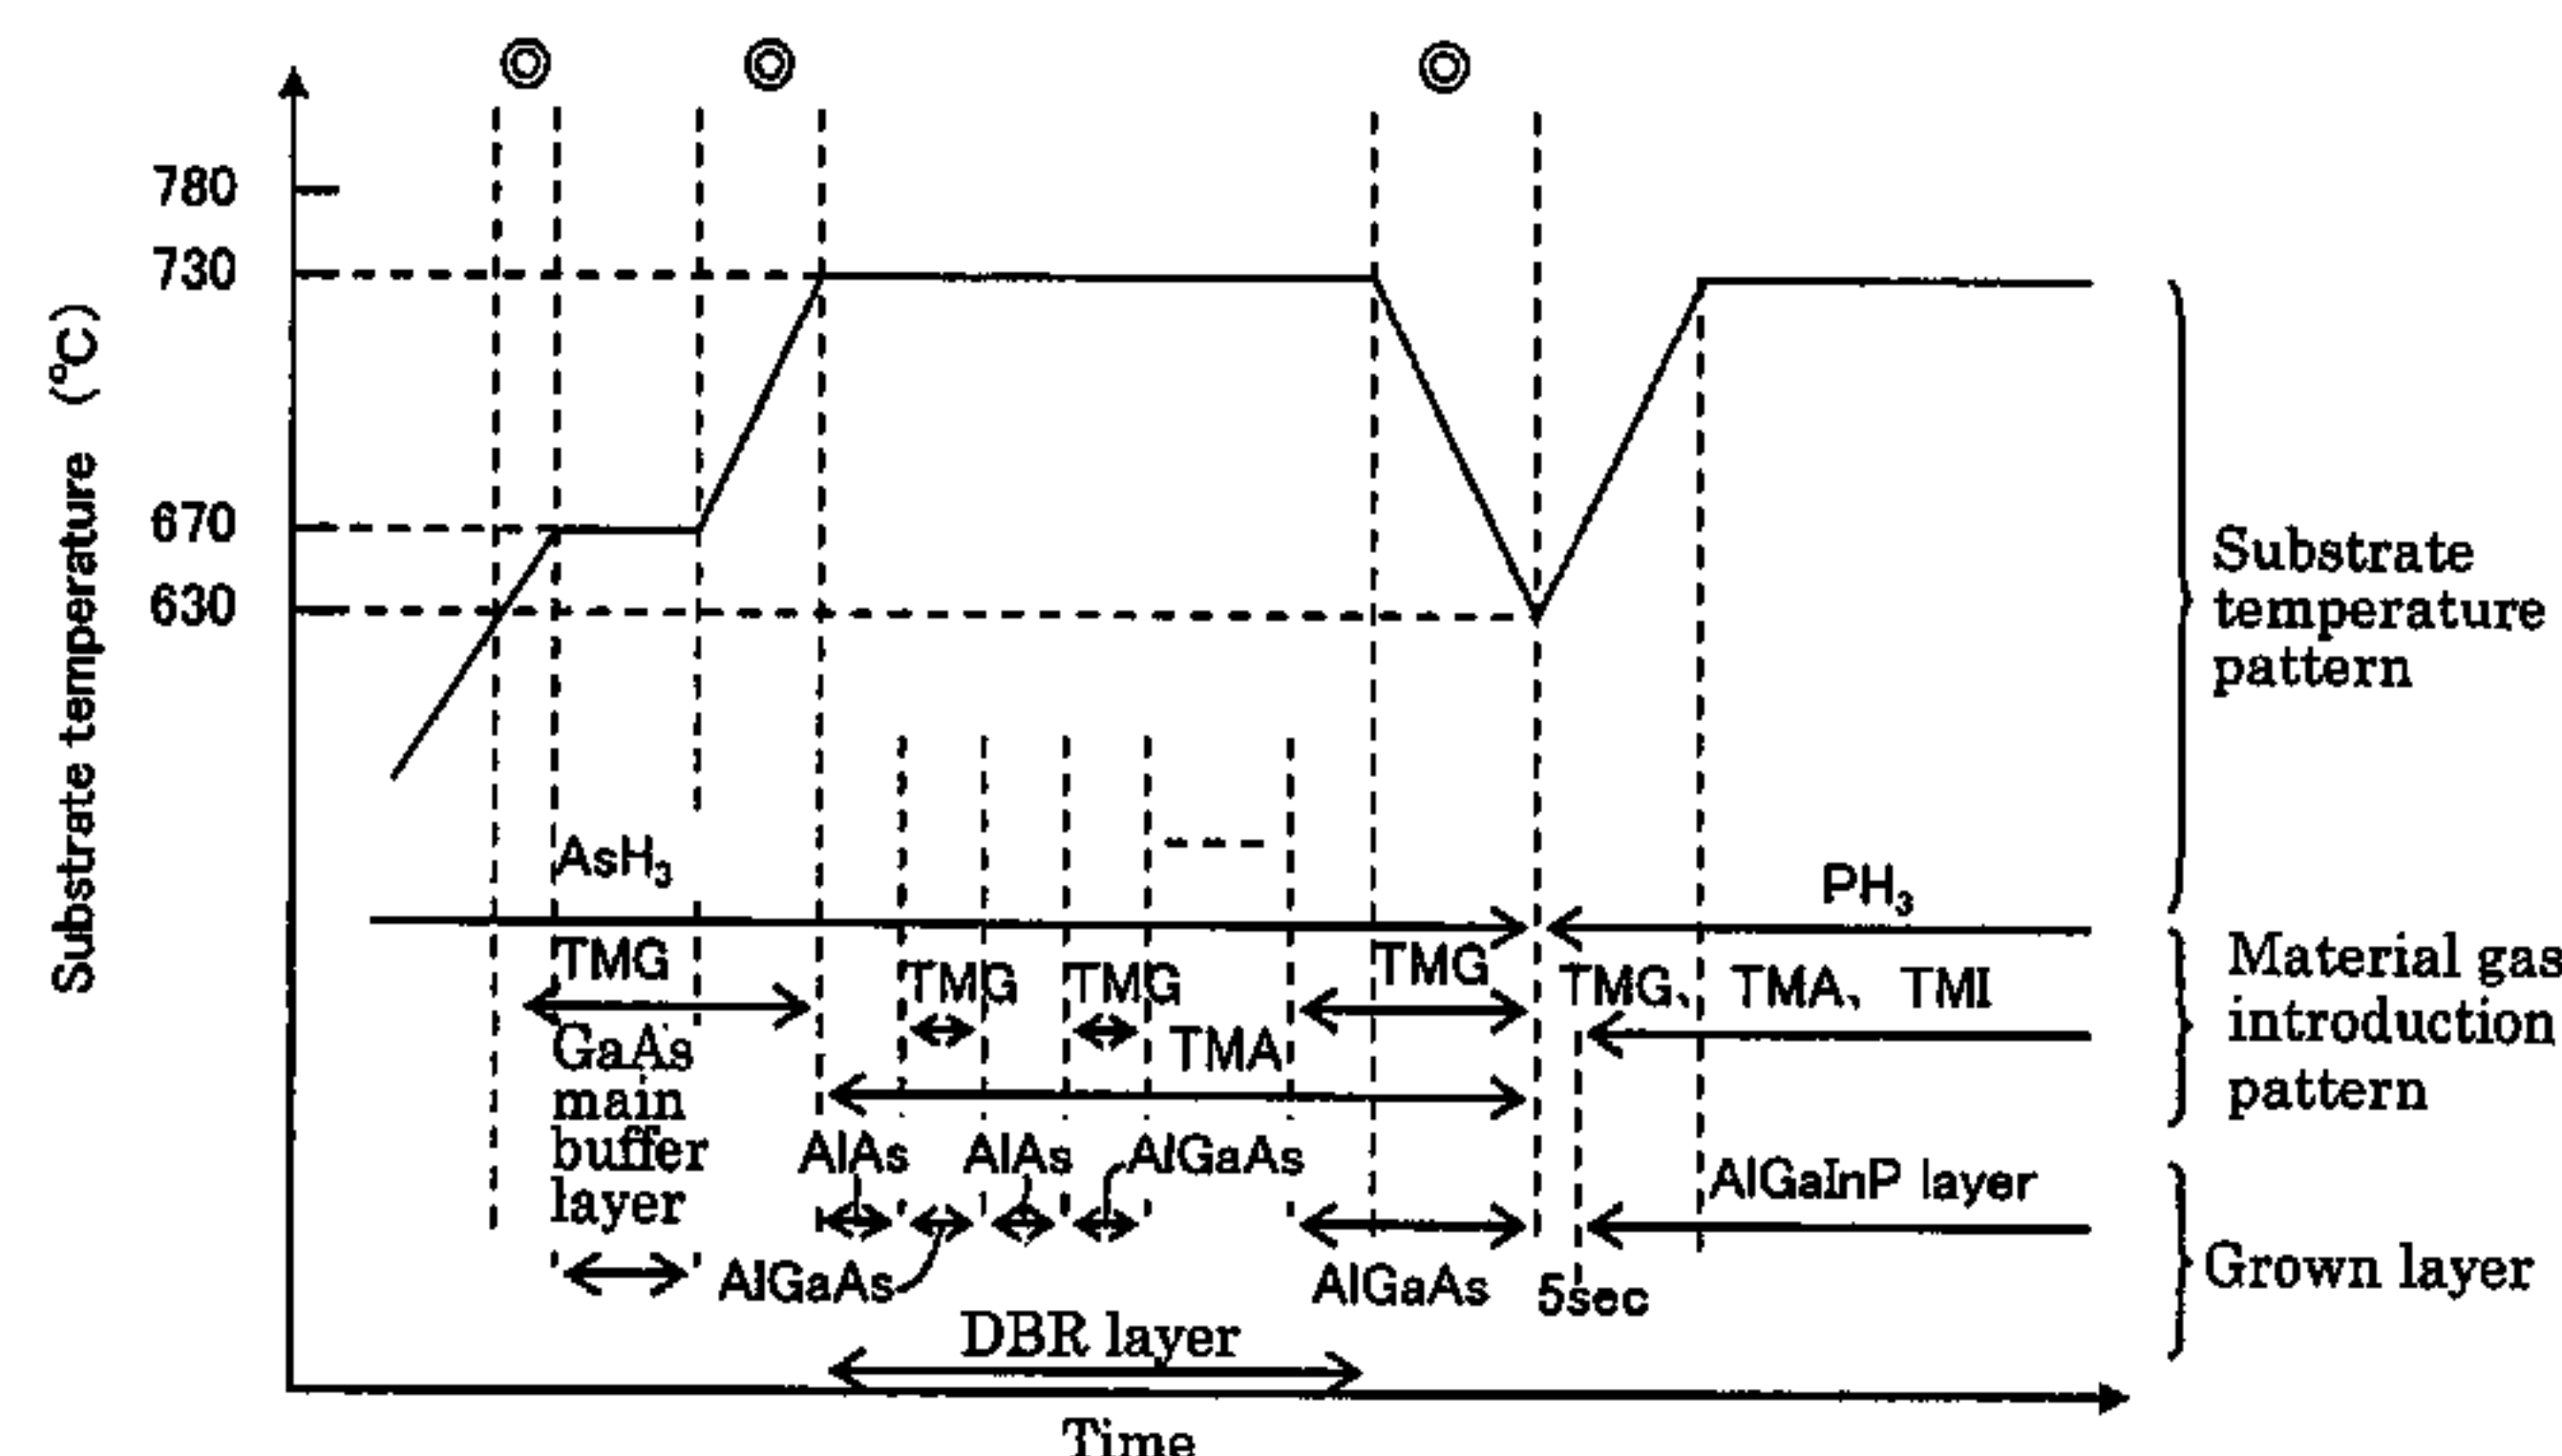 780
730
670
630
Substrate temperature (°C)
AsH₃
PH₃
TMG
TMG
TMG
TMG
TMG、 TMA、 TMI
TMA
GaAs
main
buffer
layer
AlAs
AlAs
AlGaAs
AlGaInP layer
AlGaAs
AlGaAs
5sec
DBR layer
Time
Substrate
temperature
pattern
Material gas
introduction
pattern
Grown layer